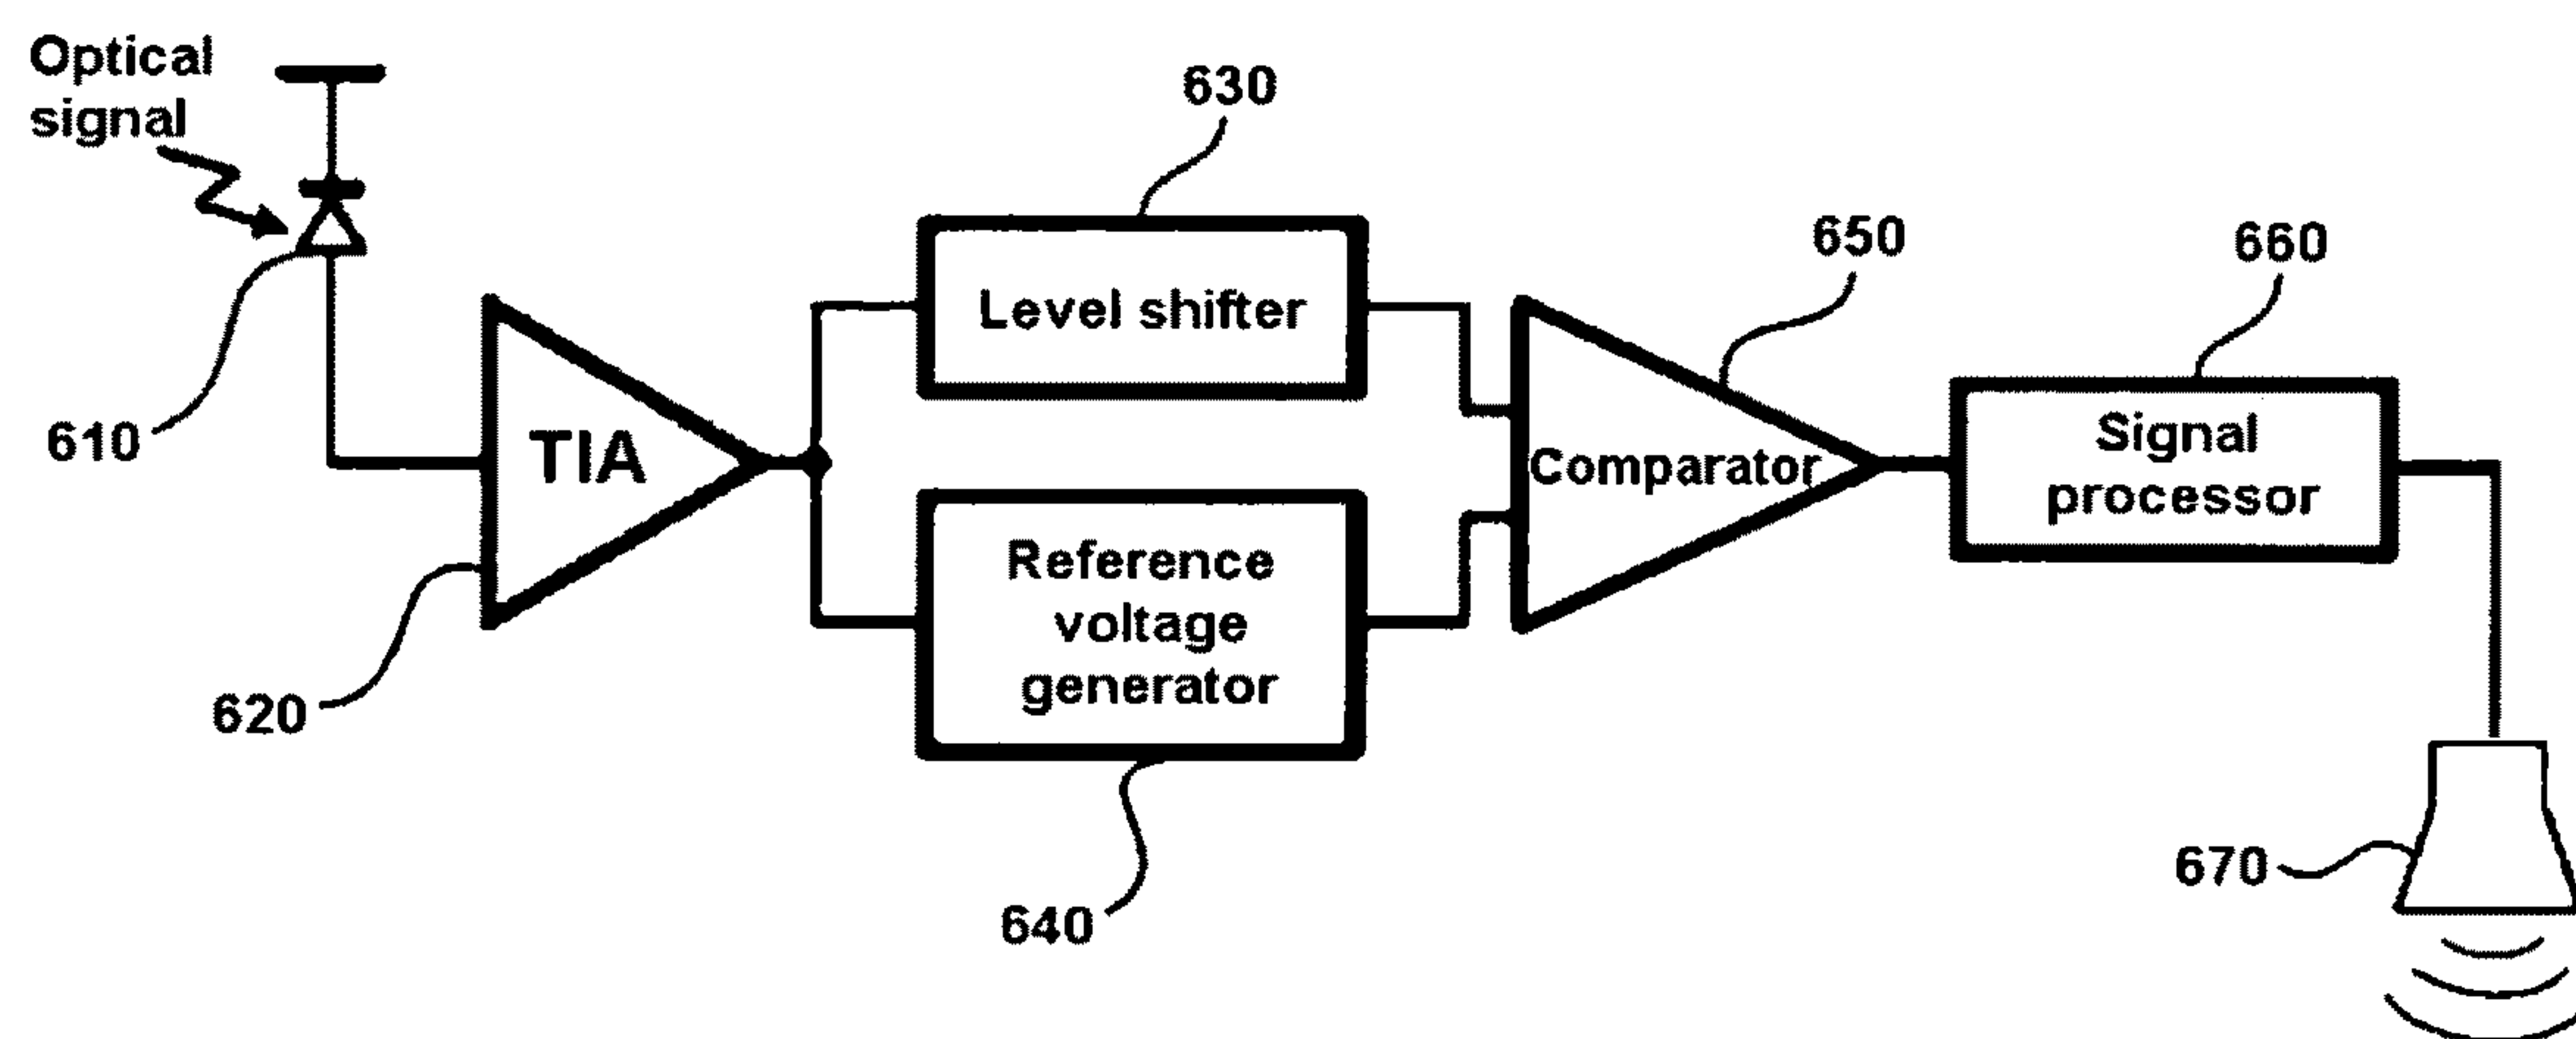 Optical
signal
630
650
660
Level shifter
610
TIA
Comparator
Signal
processor
Reference
voltage
generator
620
640
670